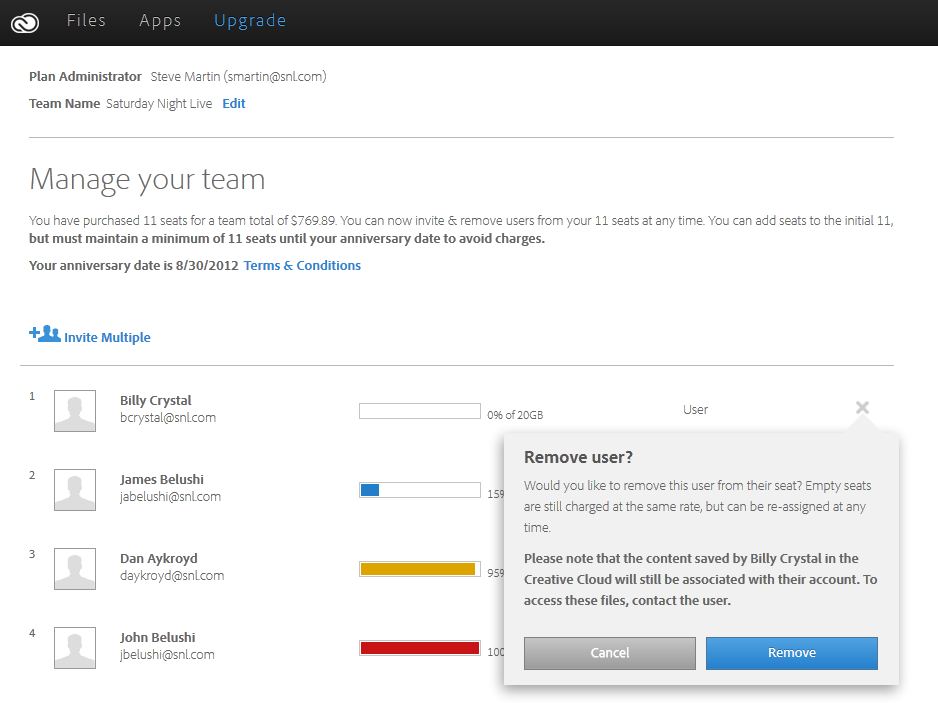 Files Apps Upgrade
Plan Administrator Steve Martin (smartin@snl.com)
Team Name Saturday Night Live Edit
Manage your team
You have purchased 11 seats for a team total of $769.89. You can now invite & remove users from your 11 seats at any time. You can add seats to the initial 11,
but must maintain a minimum of 11 seats until your anniversary date to avoid charges.
Your anniversary date is 8/30/2012 Terms & Conditions
Invite Multiple
1
Billy Crystal
bcrystal@snl.com
0% of 20GB
User
2
James Belushi
jabelushi@snl.com
15%
3
Dan Aykroyd
daykroyd@snl.com
95%
4
John Belushi
jbelushi@snl.com
100
Remove user?
Would you like to remove this user from their seat? Empty seats
are still charged at the same rate, but can be re-assigned at any
time.
Please note that the content saved by Billy Crystal in the
Creative Cloud will still be associated with their account. To
access these files, contact the user.
Cancel Remove